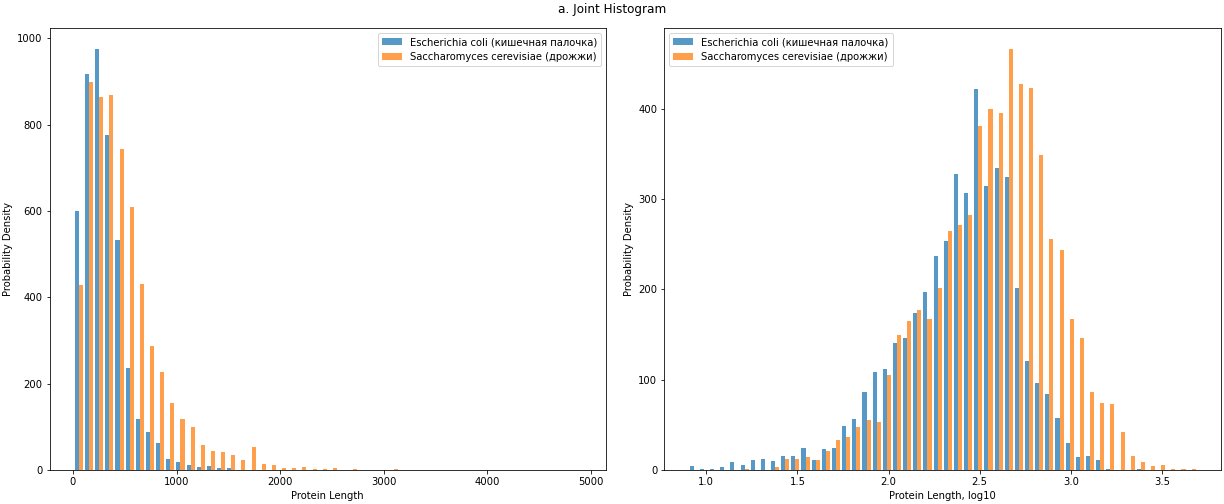 a. Joint Histogram
Escherichia coli (кишечная палочка)
Saccharomyces cerevisiae (дрожжи)
Probability Density
1000
800
600
400
200
0
0
1000
2000
3000
4000
5000
Protein Length
Escherichia coli (кишечная палочка)
Saccharomyces cerevisiae (дрожжи)
Probability Density
400
300
200
100
0
1.0
1.5
2.0
2.5
3.0
3.5
Protein Length, log10